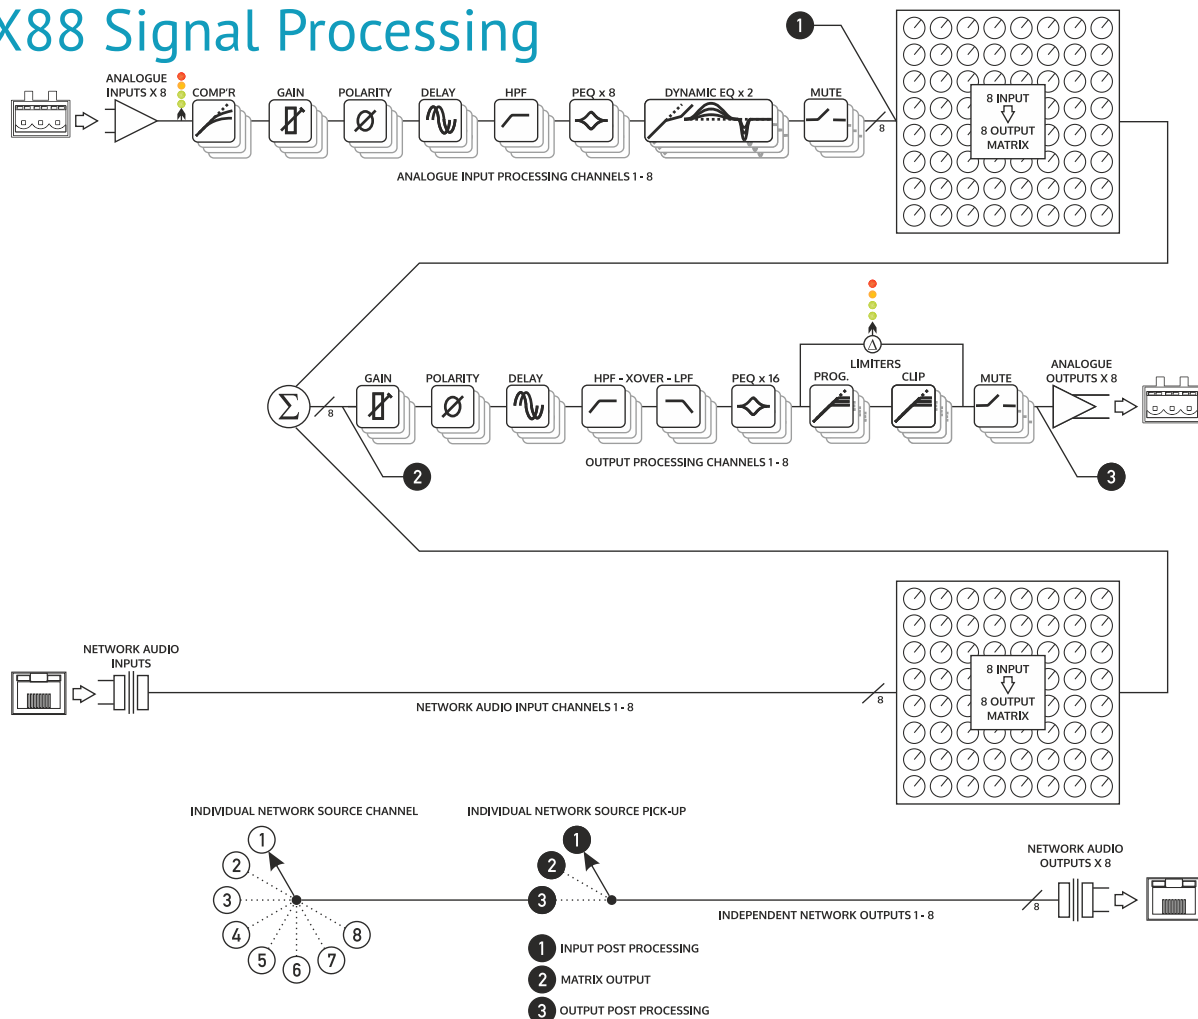 X88 Signal Processing
1
ANALOGUE
INPUTS X 8
COMP'R
GAIN
POLARITY
DELAY
HPF
PEQ x 8
DYNAMIC EQ x 2
MUTE
8
8 INPUT
8 OUTPUT
MATRIX
ANALOGUE INPUT PROCESSING CHANNELS 1 - 8
Δ
LIMITERS
GAIN
POLARITY
DELAY
HPF - XOVER - LPF
PEQ x 16
PROG.
CLIP
MUTE
ANALOGUE
OUTPUTS X 8
Σ
8
2
OUTPUT PROCESSING CHANNELS 1 - 8
3
NETWORK AUDIO
INPUTS
NETWORK AUDIO INPUT CHANNELS 1 - 8
8
8 INPUT
8 OUTPUT
MATRIX
INDIVIDUAL NETWORK SOURCE CHANNEL
1
2
3
4
5
6
7
8
INDIVIDUAL NETWORK SOURCE PICK-UP
1
2
3
INDEPENDENT NETWORK OUTPUTS 1 - 8
8
NETWORK AUDIO
OUTPUTS X 8
1 INPUT POST PROCESSING
2 MATRIX OUTPUT
3 OUTPUT POST PROCESSING